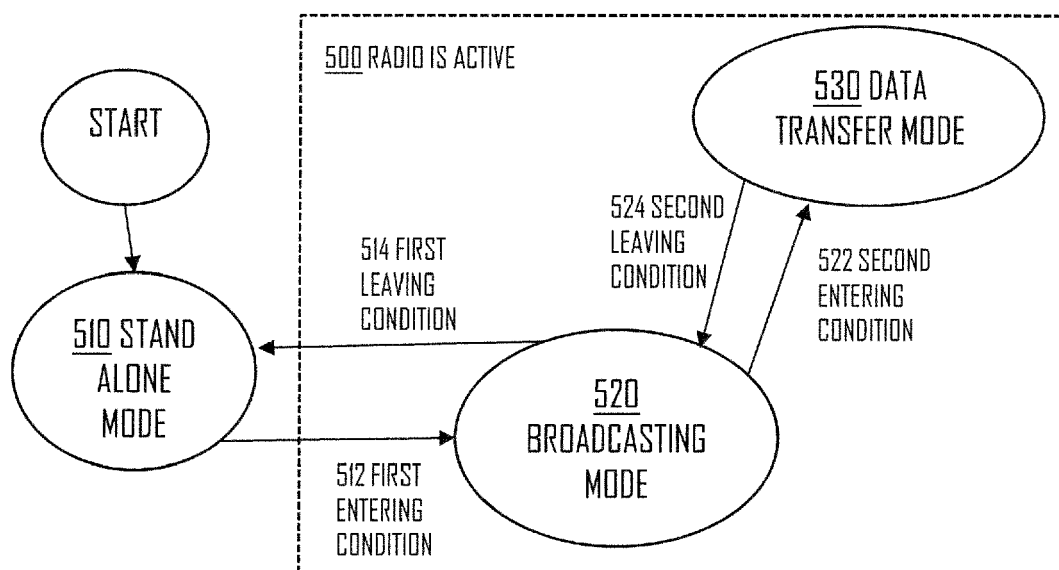 500 RADIO IS ACTIVE
START
530 DATA
TRANSFER MODE
524 SECOND
LEAVING
CONDITION
522 SECOND
ENTERING
CONDITION
514 FIRST
LEAVING
CONDITION
510 STAND
ALONE
MODE
520
BROADCASTING
MODE
512 FIRST
ENTERING
CONDITION